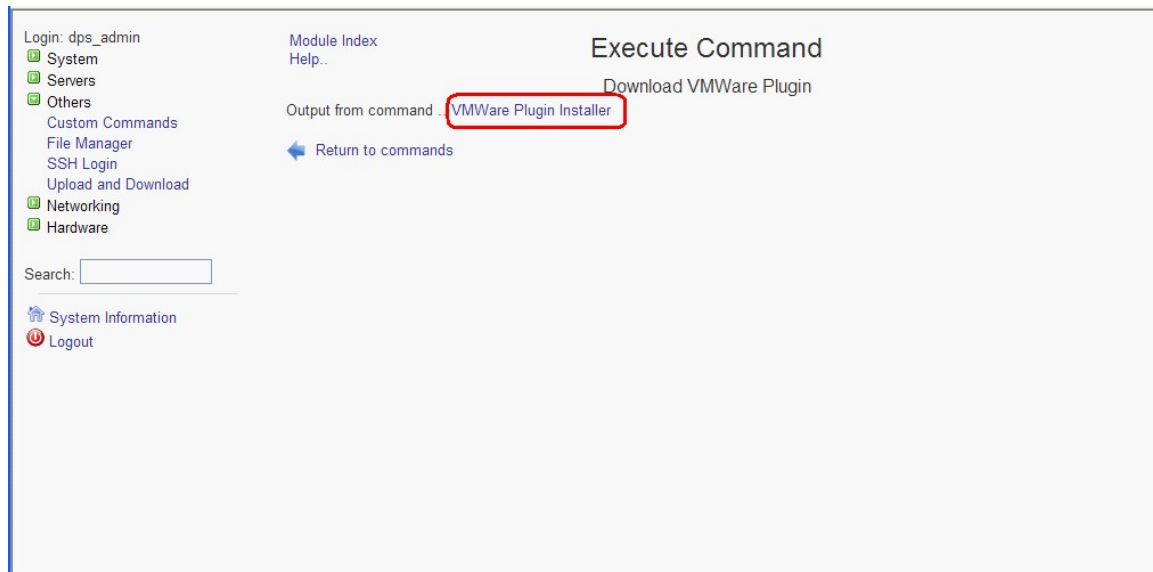 Login: dps_admin
System
Servers
Others
Custom Commands
File Manager
SSH Login
Upload and Download
Networking
Hardware
Search:
System Information
Logout
Module Index
Help..
Execute Command
Download VMWare Plugin
Output from command .. VMWare Plugin Installer
Return to commands